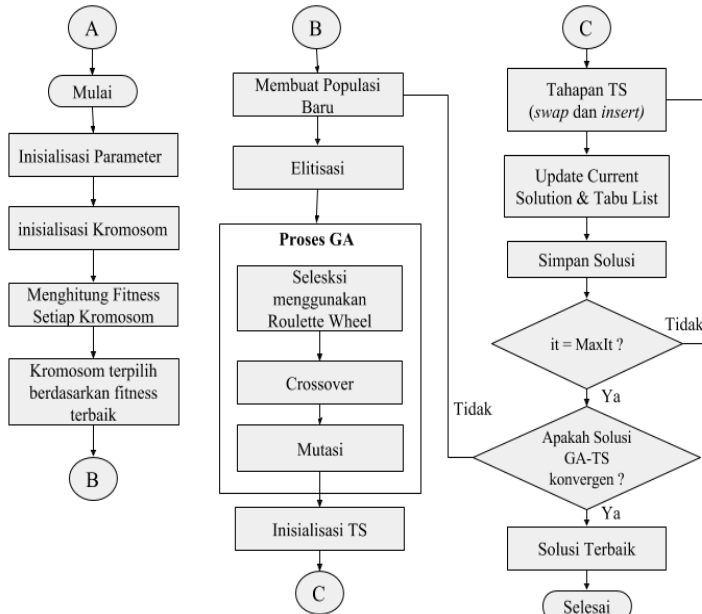 A
Mulai
Inisialisasi Parameter
inisialisasi Kromosom
Menghitung Fitness
Setiap Kromosom
Kromosom terpilih
berdasarkan fitness
terbaik
B
B
Membuat Populasi
Baru
Elitisasi
Proses GA
Selesksi
menggunakan
Roulette Wheel
Crossover
Mutasi
Inisialisasi TS
C
C
Tahapan TS
(swap dan insert)
Update Current
Solution & Tabu List
Simpan Solusi
it = MaxIt ?
Tidak
Ya
Apakah Solusi
GA-TS
konvergen ?
Tidak
Ya
Solusi Terbaik
Selesai